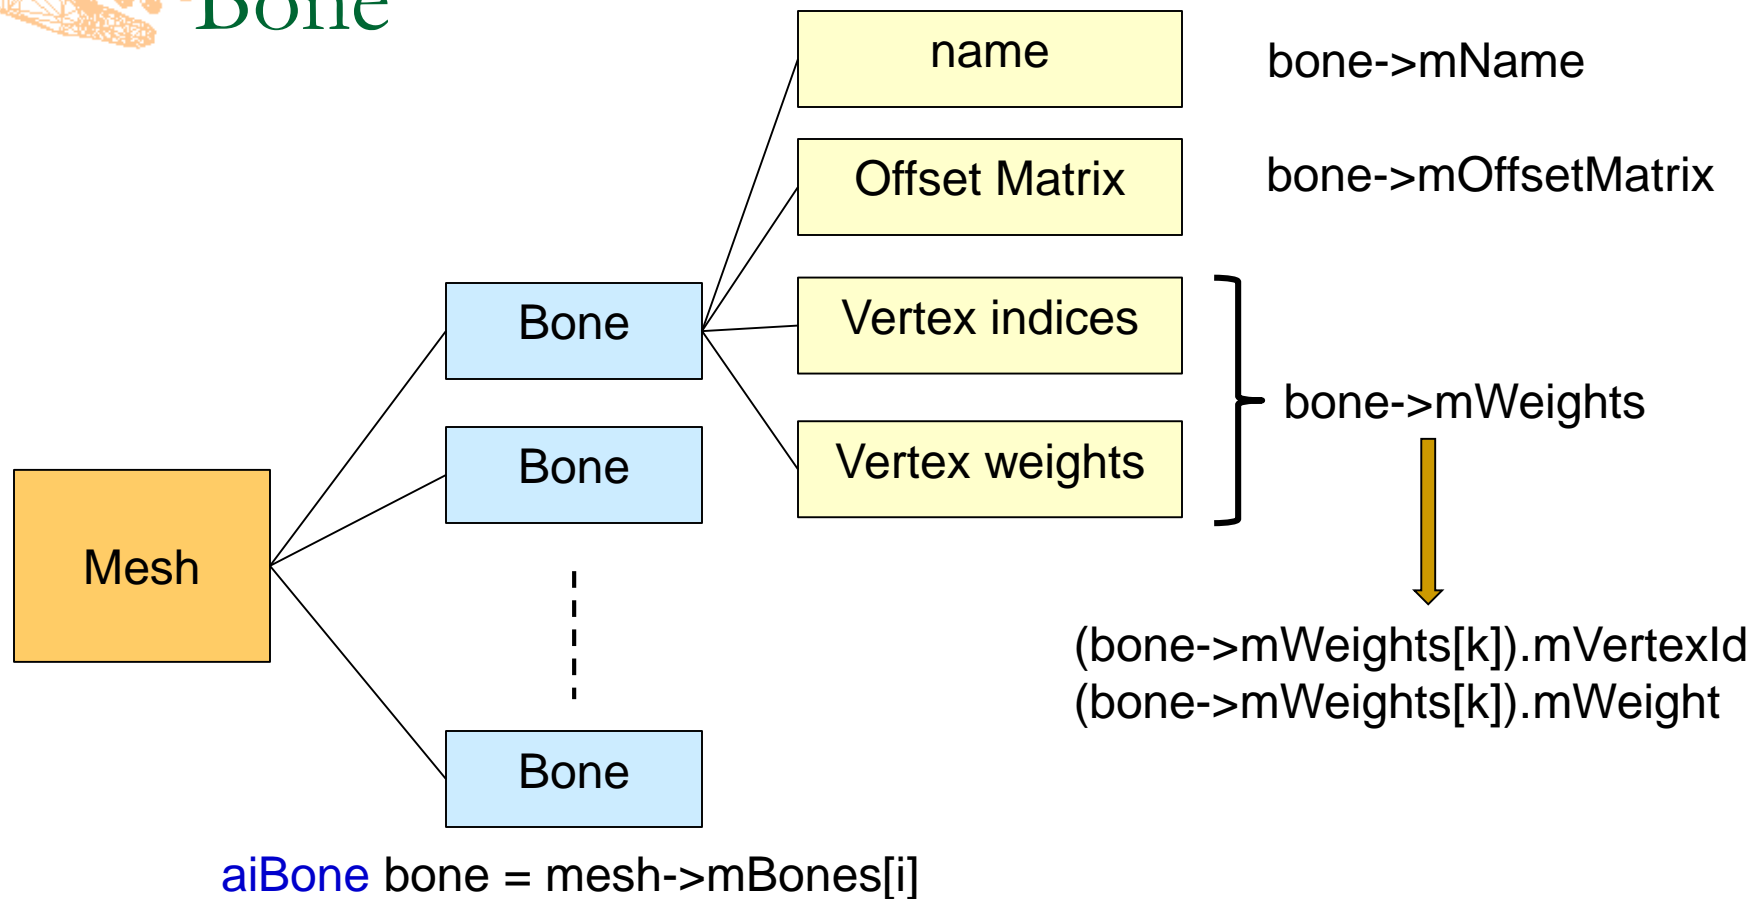 Bone
name
bone->mName
Offset Matrix
bone->mOffsetMatrix
Bone
Vertex indices
bone->mWeights
Bone
Vertex weights
Mesh
(bone->mWeights[k]).mVertexId
(bone->mWeights[k]).mWeight
Bone
aiBone bone = mesh->mBones[i]